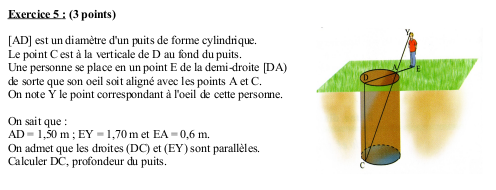 Exercice 5 : (3 points)
[AD] est un diamètre d'un puits de forme cylindrique.
Le point C est à la verticale de D au fond du puits.
Une personne se place en un point E de la demi-droite [DA)
de sorte que son oeil soit aligné avec les points A et C.
On note Y le point correspondant à l'oeil de cette personne.
On sait que :
AD = 1,50 m ; EY = 1,70 m et EA = 0,6 m.
On admet que les droites (DC) et (EY) sont parallèles.
Calculer DC, profondeur du puits.
Y
A
E
D
C